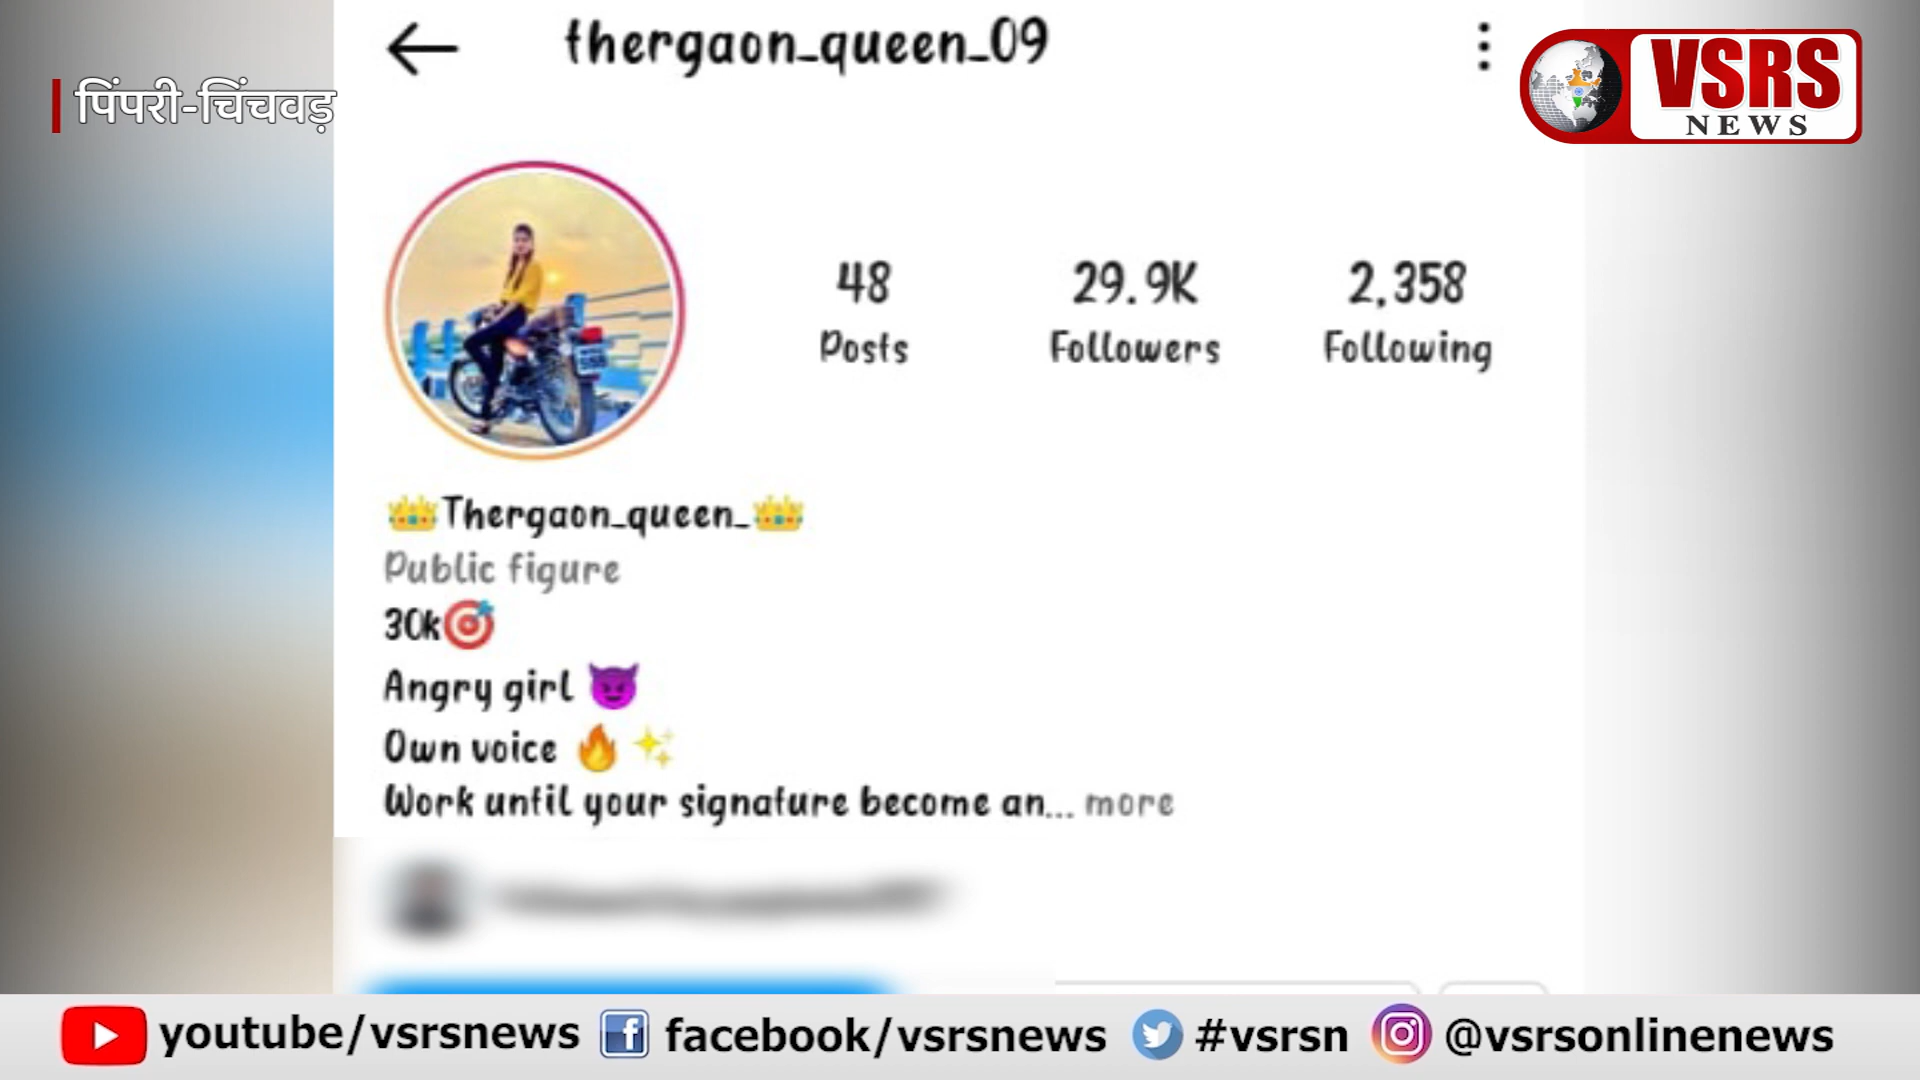 thergaon_queen_09
VSRS
NEWS
पिंपरी-चिंचवड़
48
Posts
29.9K
Followers
2,358
Following
👑Thergaon_queen_👑
Public figure
30k🎯
Angry girl 😈
Own voice 🔥 ✨
Work until your signature become an... more
youtube/vsrsnews facebook/vsrsnews #vsrsn @vsrsonlinenews